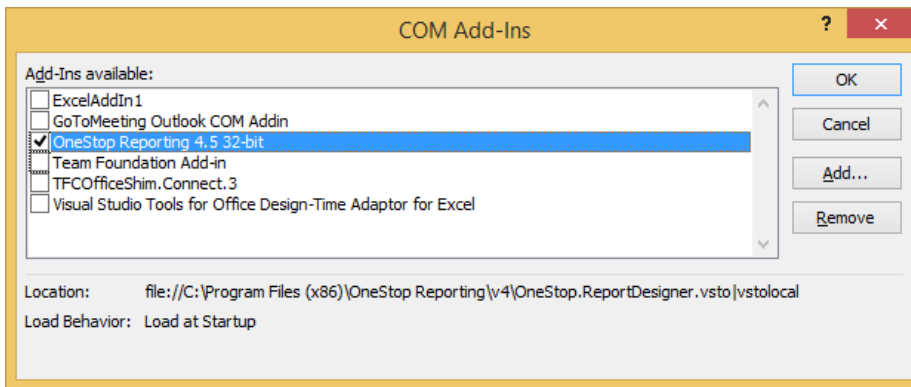 COM Add-Ins
?
Add-Ins available:
ExcelAddIn1
GoToMeeting Outlook COM Addin
OneStop Reporting 4.5 32-bit
Team Foundation Add-in
TFCOfficeShim.Connect.3
Visual Studio Tools for Office Design-Time Adaptor for Excel
OK
Cancel
Add...
Remove
Location: file://C:\Program Files (x86)\OneStop Reporting\v4\OneStop.ReportDesigner.vsto|vstolocal
Load Behavior: Load at Startup